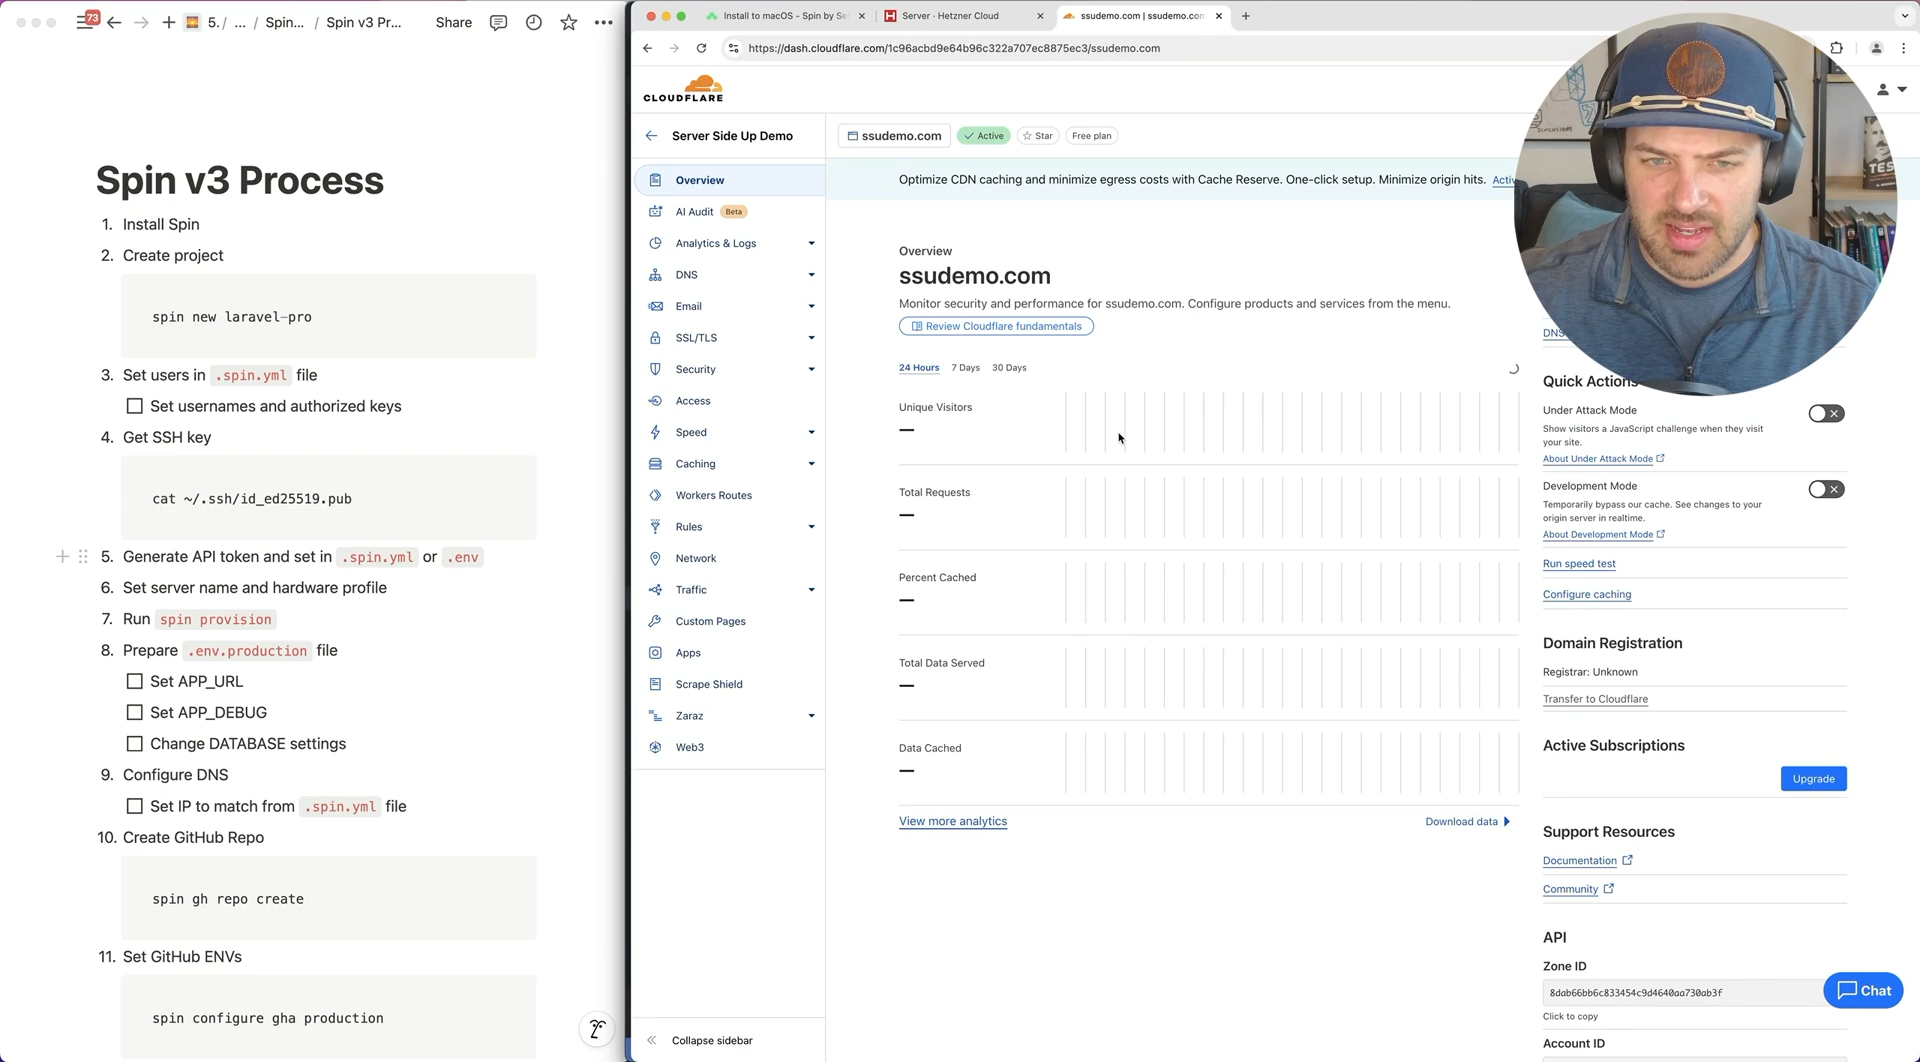 73
5. / ... / Spin... / Spin v3 Pr...
Share
Spin v3 Process
1. Install Spin
2. Create project
spin new laravel-pro
3. Set users in .spin.yml file
Set usernames and authorized keys
4. Get SSH key
cat ~/.ssh/id_ed25519.pub
5. Generate API token and set in .spin.yml or .env
6. Set server name and hardware profile
7. Run spin provision
8. Prepare .env.production file
Set APP_URL
Set APP_DEBUG
Change DATABASE settings
9. Configure DNS
Set IP to match from .spin.yml file
10. Create GitHub Repo
spin gh repo create
11. Set GitHub ENVs
spin configure gha production
Install to macOS - Spin by Se
Server · Hetzner Cloud
ssudemo.com | ssudemo.com
https://dash.cloudflare.com/1c96acbd9e64b96c322a707ec8875ec3/ssudemo.com
CLOUDFLARE
Server Side Up Demo
Overview
AI Audit Beta
Analytics & Logs
DNS
Email
SSL/TLS
Security
Access
Speed
Caching
Workers Routes
Rules
Network
Traffic
Custom Pages
Apps
Scrape Shield
Zaraz
Web3
Collapse sidebar
ssudemo.com
Active
Star
Free plan
Optimize CDN caching and minimize egress costs with Cache Reserve. One-click setup. Minimize origin hits. Activ
Overview
ssudemo.com
Monitor security and performance for ssudemo.com. Configure products and services from the menu.
Review Cloudflare fundamentals
24 Hours 7 Days 30 Days
Unique Visitors
—
Total Requests
—
Percent Cached
—
Total Data Served
—
Data Cached
—
View more analytics
Download data
DNS
Quick Actions
Under Attack Mode
Show visitors a JavaScript challenge when they visit
your site.
About Under Attack Mode
Development Mode
Temporarily bypass our cache. See changes to your
origin server in realtime.
About Development Mode
Run speed test
Configure caching
Domain Registration
Registrar: Unknown
Transfer to Cloudflare
Active Subscriptions
Upgrade
Support Resources
Documentation
Community
API
Zone ID
8dab66bb6c833454c9d4640aa730ab3f
Click to copy
Account ID
Chat
TES